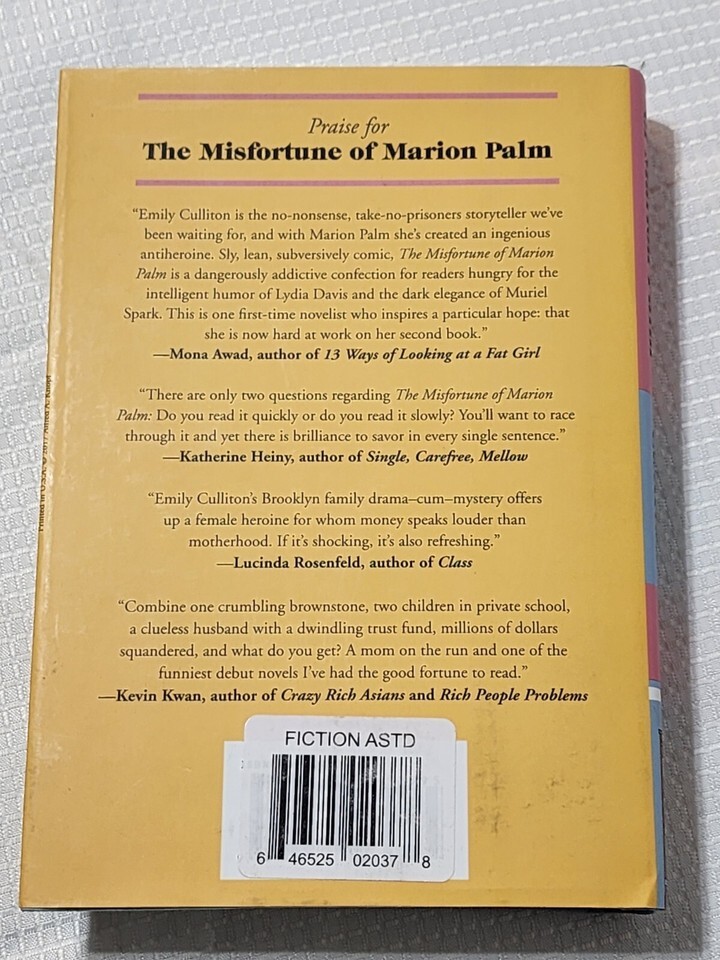 Praise for
The Misfortune of Marion Palm
“Emily Culliton is the no-nonsense, take-no-prisoners storyteller we’ve
been waiting for, and with Marion Palm she’s created an ingenious
antiheroine. Sly, lean, subversively comic, The Misfortune of Marion
Palm is a dangerously addictive confection for readers hungry for the
intelligent humor of Lydia Davis and the dark elegance of Muriel
Spark. This is one first-time novelist who inspires a particular hope: that
she is now hard at work on her second book.”
—Mona Awad, author of 13 Ways of Looking at a Fat Girl
“There are only two questions regarding The Misfortune of Marion
Palm: Do you read it quickly or do you read it slowly? You’ll want to race
through it and yet there is brilliance to savor in every single sentence.”
—Katherine Heiny, author of Single, Carefree, Mellow
“Emily Culliton’s Brooklyn family drama–cum–mystery offers
up a female heroine for whom money speaks louder than
motherhood. If it’s shocking, it’s also refreshing.”
—Lucinda Rosenfeld, author of Class
“Combine one crumbling brownstone, two children in private school,
a clueless husband with a dwindling trust fund, millions of dollars
squandered, and what do you get? A mom on the run and one of the
funniest debut novels I’ve had the good fortune to read.”
—Kevin Kwan, author of Crazy Rich Asians and Rich People Problems
FICTION ASTD
6 46525 02037 8
Printed in U.S.A. © 2017 Alfred A. Knopf